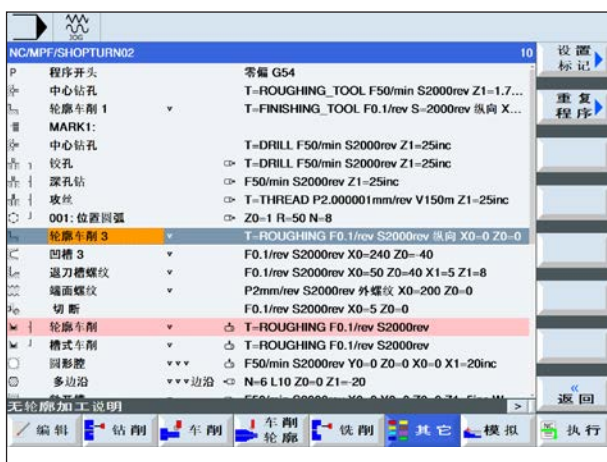 JOG
NC/MPF/SHOPTURN02 10
P 程序开头 零偏 G54
中心钻孔 T=ROUGHING_TOOL F50/min S2000rev Z1=1.7...
轮廓车削 1 ▿ T=FINISHING_TOOL F0.1/rev S=2000rev 纵向 X...
MARK1:
中心钻孔 T=DRILL F50/min S2000rev Z1=25inc
铰孔 T=DRILL F50/min S2000rev Z1=25inc
深孔钻 F50/min S2000rev Z1=25inc
攻丝 T=THREAD P2.000001mm/rev V150m Z1=25inc
001: 位置圆弧 Z0=1 R=50 N=8
轮廓车削 3 ▿ T=ROUGHING F0.1/rev S2000rev 纵向 X0=0 Z0=0
凹槽 3 ▿ F0.1/rev S2000rev X0=240 Z0=-40
退刀槽螺纹 ▿ F0.1/rev S2000rev X0=50 Z0=40 X1=5 Z1=8
端面螺纹 ▿ P2mm/rev S2000rev 外螺纹 X0=200 Z0=0
切断 F0.1/rev S2000rev X0=5 Z0=0
轮廓车削 ▿ T=ROUGHING F0.1/rev S2000rev
槽式车削 ▿ T=ROUGHING F0.1/rev S2000rev
圆形腔 ▿▿▿ F50/min S2000rev Y0=0 Z0=0 X0=0 X1=20inc
多边沿 ▿▿▿边沿 N=6 L10 Z0=0 Z1=-20
无轮廓加工说明 >
设置标记
重复程序
« 返回
编辑 钻削 车削 车削轮廓 铣削 其它 模拟 执行